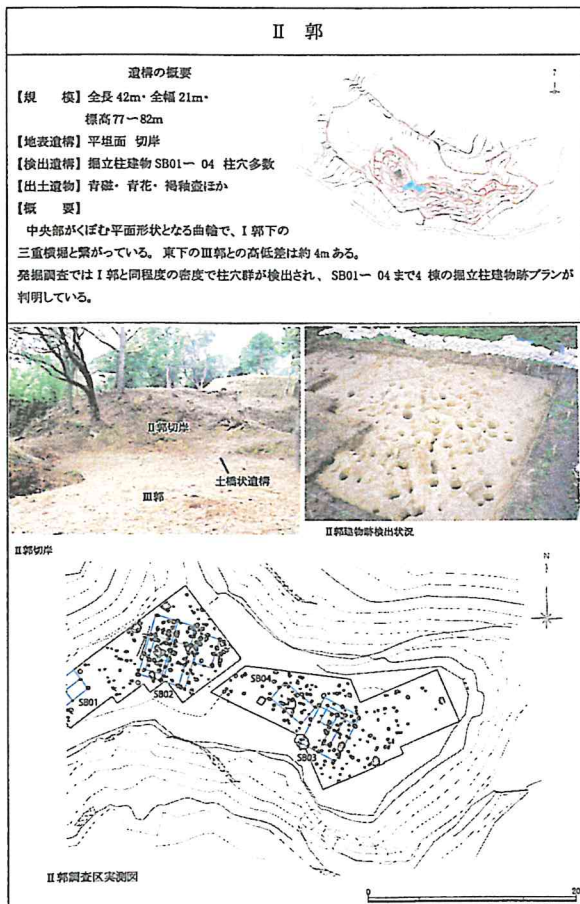 Ⅱ 郭
遺構の概要
【規 模】全長 42m・全幅 21m・
標高 77〜82m
【地表遺構】平坦面 切岸
【検出遺構】掘立柱建物 SB01〜 04 柱穴多数
【出土遺物】青磁・青花・褐釉壺ほか
【概 要】
中央部がくぼむ平面形状となる曲輪で、Ⅰ郭下の
三重横堀と繋がっている。東下のⅢ郭との高低差は約 4m ある。
発掘調査ではⅠ郭と同程度の密度で柱穴群が検出され、SB01〜 04 まで4 棟の掘立柱建物跡プランが
判明している。
Ⅱ郭切岸
土橋状遺構
Ⅲ郭
Ⅱ郭切岸
Ⅱ郭建物跡検出状況
N
SB01
SB02
SB04
SB03
Ⅱ郭調査区実測図
0
20